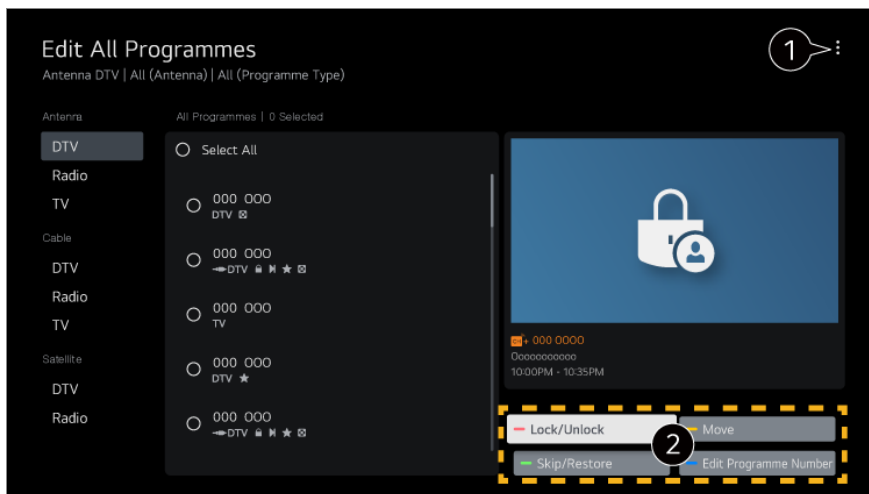 Edit All Programmes
Antenna DTV | All (Antenna) | All (Programme Type)
1
Antenna
DTV
Radio
TV
Cable
DTV
Radio
TV
Satellite
DTV
Radio
All Programmes | 0 Selected
Select All
000 000
DTV
000 000
DTV
000 000
TV
000 000
DTV
000 000
DTV
000 0000
Oooooooooooo
10:00PM - 10:35PM
Lock/Unlock
Move
2
Skip/Restore
Edit Programme Number